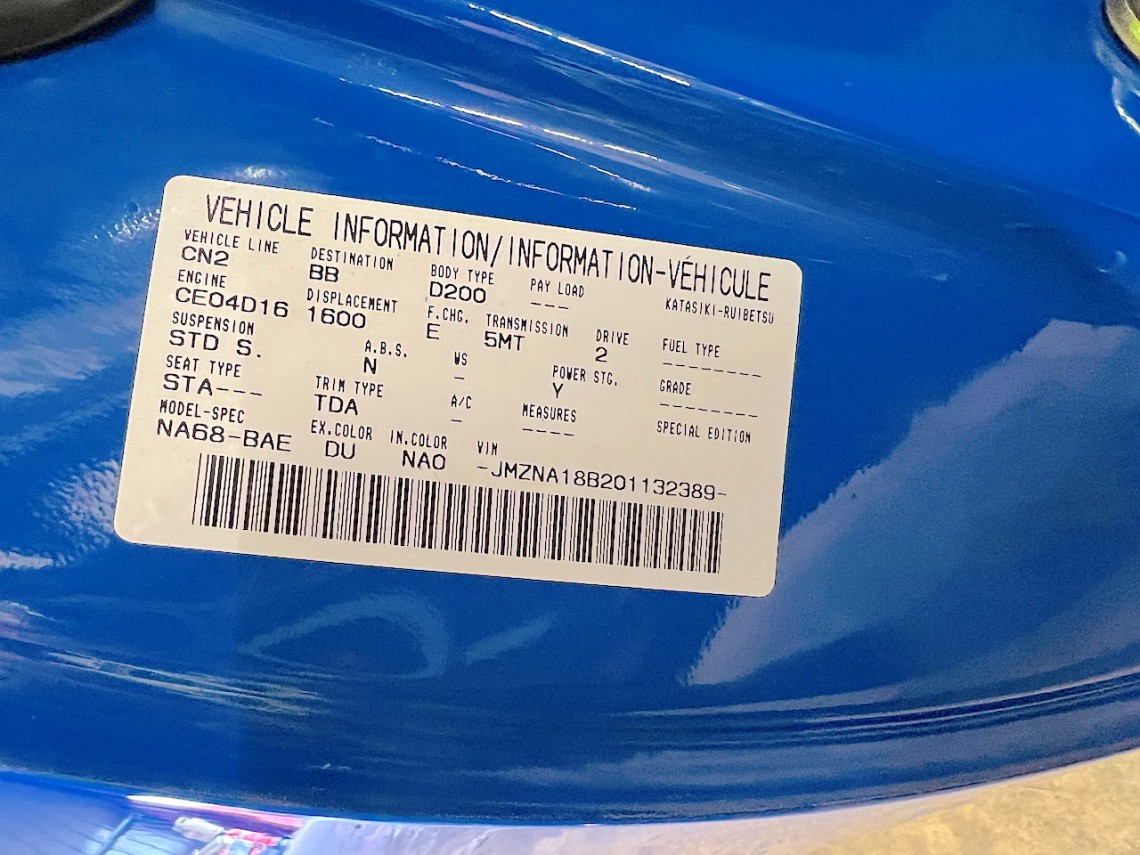 VEHICLE INFORMATION/INFORMATION-VÉHICULE
VEHICLE LINE DESTINATION BODY TYPE PAY LOAD KATASIKI-RUIBETSU
CN2 BB D200 ---
ENGINE DISPLACEMENT F.CHG. TRANSMISSION DRIVE FUEL TYPE
CE04D16 1600 E 5MT 2 --------
SUSPENSION A.B.S. WS POWER STG. GRADE
STD S. N - Y --------
SEAT TYPE TRIM TYPE A/C MEASURES SPECIAL EDITION
STA--- TDA - ----
MODEL-SPEC EX.COLOR IN.COLOR VIM
NA68-BAE DU NAO -JMZNA18B201132389-